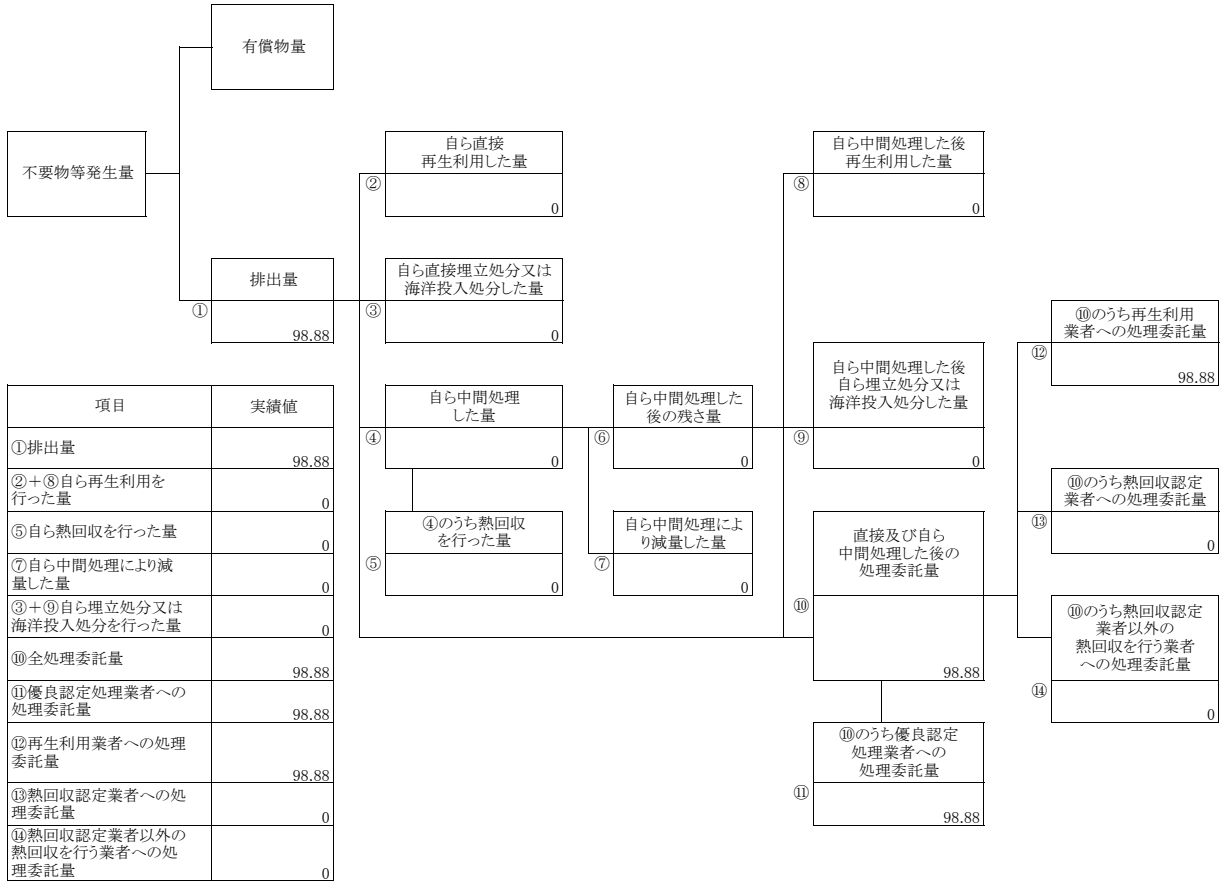 有償物量
不要物等発生量
自ら直接
再生利用した量
②
0
自ら中間処理した後
再生利用した量
⑧
0
排出量
①
98.88
自ら直接埋立処分又は
海洋投入処分した量
③
0
⑩のうち再生利用
業者への処理委託量
⑫
98.88
自ら中間処理した後
自ら埋立処分又は
海洋投入処分した量
⑨
0
自ら中間処理
した量
④
0
自ら中間処理した
後の残さ量
⑥
0
⑩のうち熱回収認定
業者への処理委託量
⑬
0
④のうち熱回収
を行った量
⑤
0
自ら中間処理によ
り減量した量
⑦
0
直接及び自ら
中間処理した後の
処理委託量
⑩
98.88
⑩のうち熱回収認定
業者以外の
熱回収を行う業者
への処理委託量
⑭
0
⑩のうち優良認定
処理業者への
処理委託量
⑪
98.88
項目 実績値
①排出量
98.88
②＋⑧自ら再生利用を
行った量
0
⑤自ら熱回収を行った量
0
⑦自ら中間処理により減
量した量
0
③＋⑨自ら埋立処分又は
海洋投入処分を行った量
0
⑩全処理委託量
98.88
⑪優良認定処理業者への
処理委託量
98.88
⑫再生利用業者への処理
委託量
98.88
⑬熱回収認定業者への処
理委託量
0
⑭熱回収認定業者以外の
熱回収を行う業者への処
理委託量
0